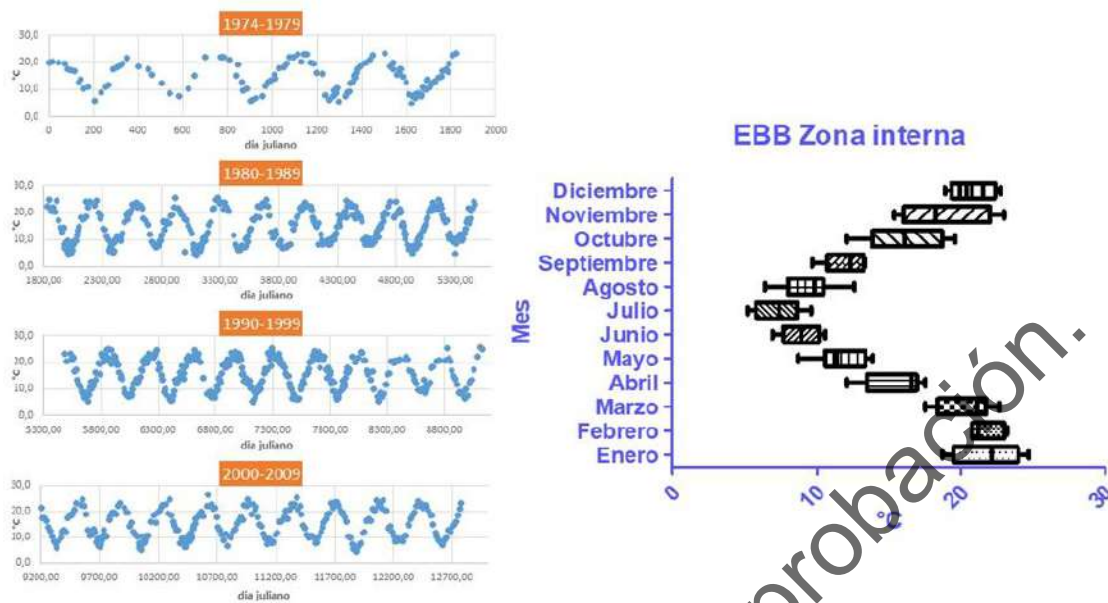 1974-1979
30,0
20,0
10,0
0,0
°C
0 200 400 600 800 1000 1200 1400 1600 1800 2000
día juliano
1980-1989
30,0
20,0
10,0
0,0
°C
1800,00 2300,00 2800,00 3300,00 3800,00 4300,00 4800,00 5300,00
día juliano
1990-1999
30,0
20,0
10,0
0,0
°C
5300,00 5800,00 6300,00 6800,00 7300,00 7800,00 8300,00 8800,00
día juliano
2000-2009
30,0
20,0
10,0
0,0
°C
9200,00 9700,00 10200,00 10700,00 11200,00 11700,00 12200,00 12700,00
día juliano
EBB Zona interna
Mes
Diciembre
Noviembre
Octubre
Septiembre
Agosto
Julio
Junio
Mayo
Abril
Marzo
Febrero
Enero
0 10 20 30
°C
probación.